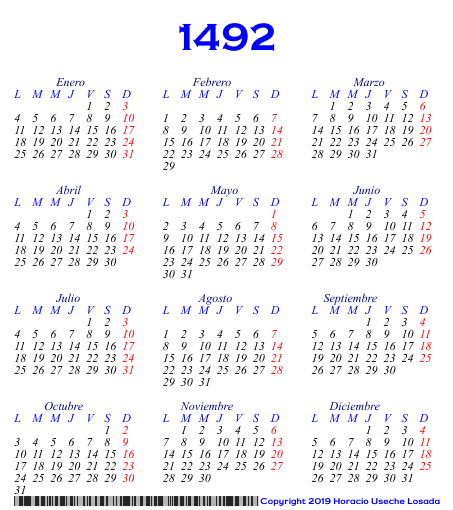 1492
Enero
L M M J V S D
1 2 3
4 5 6 7 8 9 10
11 12 13 14 15 16 17
18 19 20 21 22 23 24
25 26 27 28 29 30 31
Febrero
L M M J V S D
1 2 3 4 5 6 7
8 9 10 11 12 13 14
15 16 17 18 19 20 21
22 23 24 25 26 27 28
29
Marzo
L M M J V S D
1 2 3 4 5 6
7 8 9 10 11 12 13
14 15 16 17 18 19 20
21 22 23 24 25 26 27
28 29 30 31
Abril
L M M J V S D
1 2 3
4 5 6 7 8 9 10
11 12 13 14 15 16 17
18 19 20 21 22 23 24
25 26 27 28 29 30
Mayo
L M M J V S D
1
2 3 4 5 6 7 8
9 10 11 12 13 14 15
16 17 18 19 20 21 22
23 24 25 26 27 28 29
30 31
Junio
L M M J V S D
1 2 3 4 5
6 7 8 9 10 11 12
13 14 15 16 17 18 19
20 21 22 23 24 25 26
27 28 29 30
Julio
L M M J V S D
1 2 3
4 5 6 7 8 9 10
11 12 13 14 15 16 17
18 19 20 21 22 23 24
25 26 27 28 29 30 31
Agosto
L M M J V S D
1 2 3 4 5 6 7
8 9 10 11 12 13 14
15 16 17 18 19 20 21
22 23 24 25 26 27 28
29 30 31
Septiembre
L M M J V S D
1 2 3 4
5 6 7 8 9 10 11
12 13 14 15 16 17 18
19 20 21 22 23 24 25
26 27 28 29 30
Octubre
L M M J V S D
1 2
3 4 5 6 7 8 9
10 11 12 13 14 15 16
17 18 19 20 21 22 23
24 25 26 27 28 29 30
31
Noviembre
L M M J V S D
1 2 3 4 5 6
7 8 9 10 11 12 13
14 15 16 17 18 19 20
21 22 23 24 25 26 27
28 29 30
Diciembre
L M M J V S D
1 2 3 4
5 6 7 8 9 10 11
12 13 14 15 16 17 18
19 20 21 22 23 24 25
26 27 28 29 30 31
Copyright 2019 Horacio Useche Losada